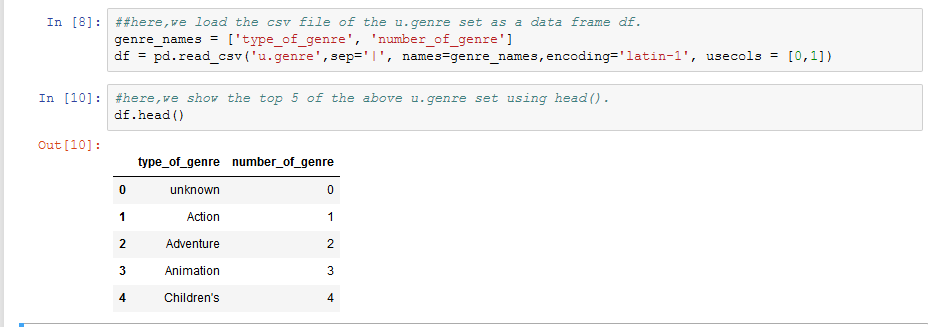 In [8]: ##here,we load the csv file of the u.genre set as a data frame df.
genre_names = ['type_of_genre', 'number_of_genre']
df = pd.read_csv('u.genre',sep='|', names=genre_names,encoding='latin-1', usecols = [0,1])
In [10]: #here,we show the top 5 of the above u.genre set using head().
df.head()
Out[10]:
type_of_genre number_of_genre
0 unknown 0
1 Action 1
2 Adventure 2
3 Animation 3
4 Children's 4